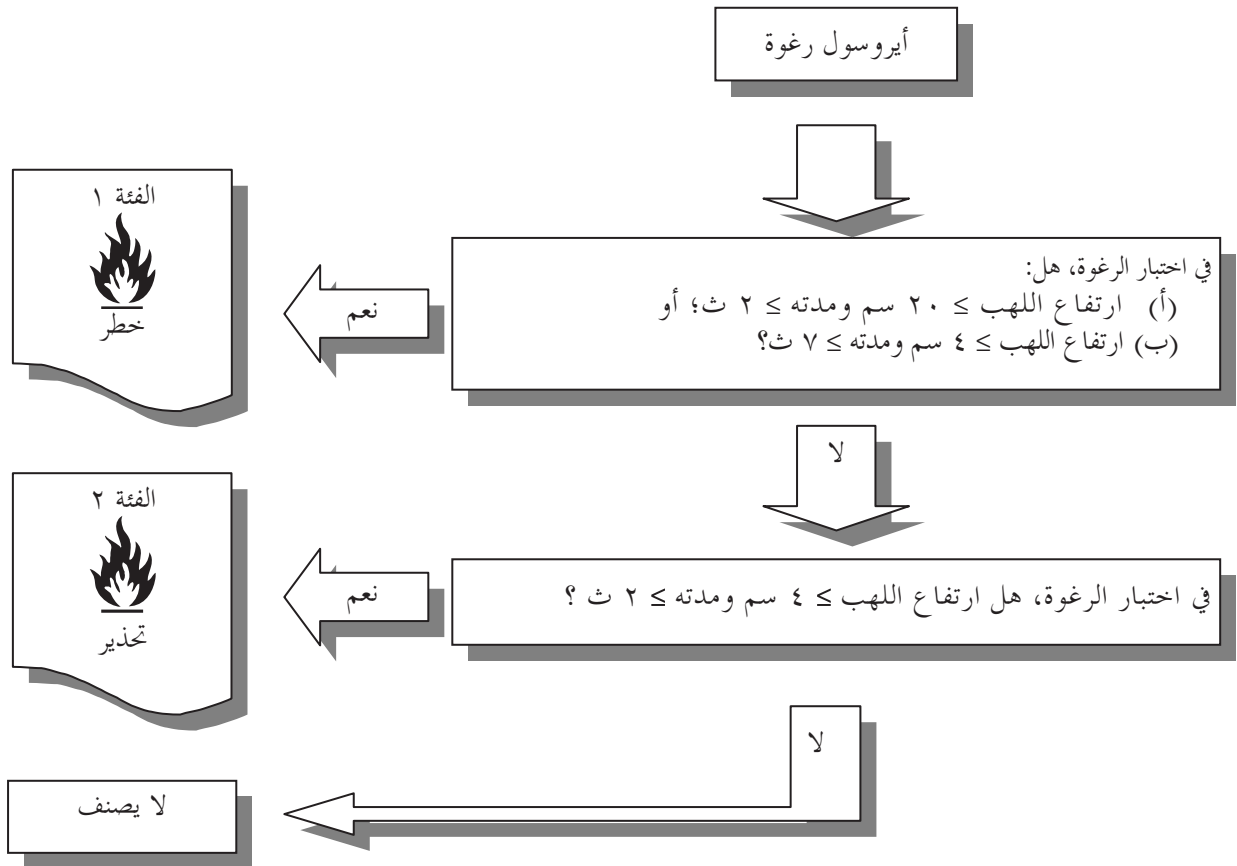 أيروسول رغوة
في اختبار الرغوة، هل:
(أ) ارتفاع اللهب ≥ ٢٠ سم ومدته ≥ ٢ ث؛ أو
(ب) ارتفاع اللهب ≥ ٤ سم ومدته ≥ ٧ ث؟
نعم
الفئة ١
خطر
لا
في اختبار الرغوة، هل ارتفاع اللهب ≥ ٤ سم ومدته ≥ ٢ ث ؟
نعم
الفئة ٢
تحذير
لا
لا يصنف